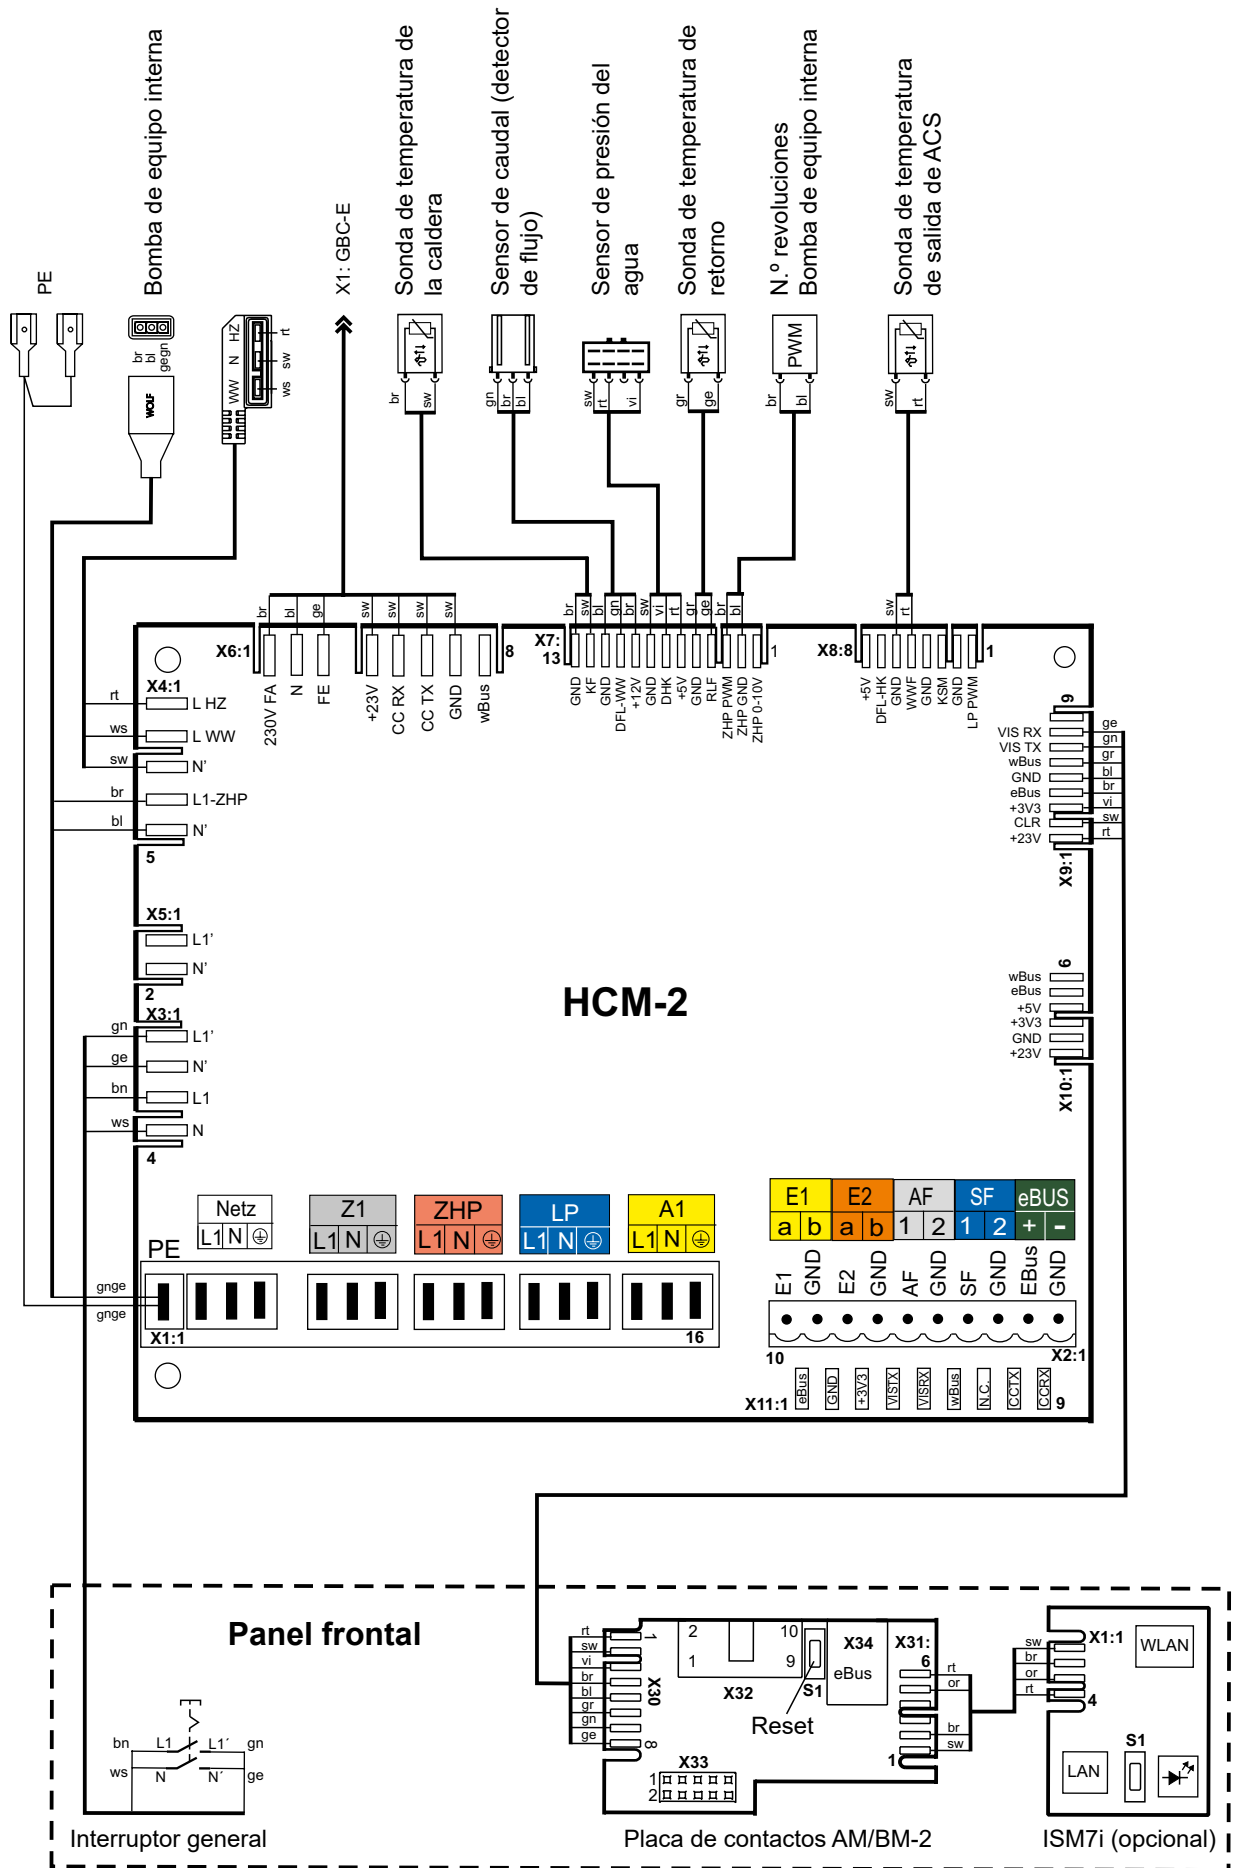 PE
Bomba de equipo interna
X1: GBC-E
Sonda de temperatura de
la caldera
Sensor de caudal (detector
de flujo)
Sensor de presión del
agua
Sonda de temperatura de
retorno
N.º revoluciones
Bomba de equipo interna
Sonda de temperatura
de salida de ACS
br
bl
gegn
WOLF
WW N HZ
ws sw rt
br sw
gn br bl
sw rt vi
gr ge
PWM
br bl
sw rt
br bl ge sw sw sw sw
br sw bl gn br sw vi rt gr ge br bl
sw rt
X6:1
8
X7:
13
1
X8:8
1
230V FA
N
FE
+23V
CC RX
CC TX
GND
wBus
GND
KF
GND
DFL-WW
+12V
GND
DHK
+5V
GND
RLF
ZHP PWM
ZHP GND
ZHP 0-10V
+5V
DFL-HK
GND
WWF
GND
KSM
GND
LP PWM
X4:1
rt L HZ
ws L WW
sw N'
br L1-ZHP
bl N'
5
X5:1
L1'
N'
2
X3:1
gn L1'
ge N'
bn L1
ws N
4
9
VIS RX ge
VIS TX gn
wBus gr
GND bl
eBus br
+3V3 vi
CLR sw
+23V rt
X9:1
6
wBus
eBus
+5V
+3V3
GND
+23V
X10:1
HCM-2
Netz
L1 N
Z1
L1 N
ZHP
L1 N
LP
L1 N
A1
L1 N
PE
gnge
gnge
X1:1
16
E1 E2 AF SF eBUS
a b a b 1 2 1 2 + -
E1
GND
E2
GND
AF
GND
SF
GND
EBus
GND
10
X2:1
X11:1
eBus
GND
+3V3
VISTX
VISRX
wBus
N.C.
CCTX
CCRX
9
Panel frontal
bn L1 L1´ gn
ws N N´ ge
Interruptor general
rt
sw
vi
br
bl
gr
gn
ge
1
X30
8
2 10
1 9
X32
S1
Reset
X34
eBus
X31:
6
rt
or
br
sw
1
X33
1
2
Placa de contactos AM/BM-2
sw
br
or
rt
X1:1
4
WLAN
LAN
S1
ISM7i (opcional)